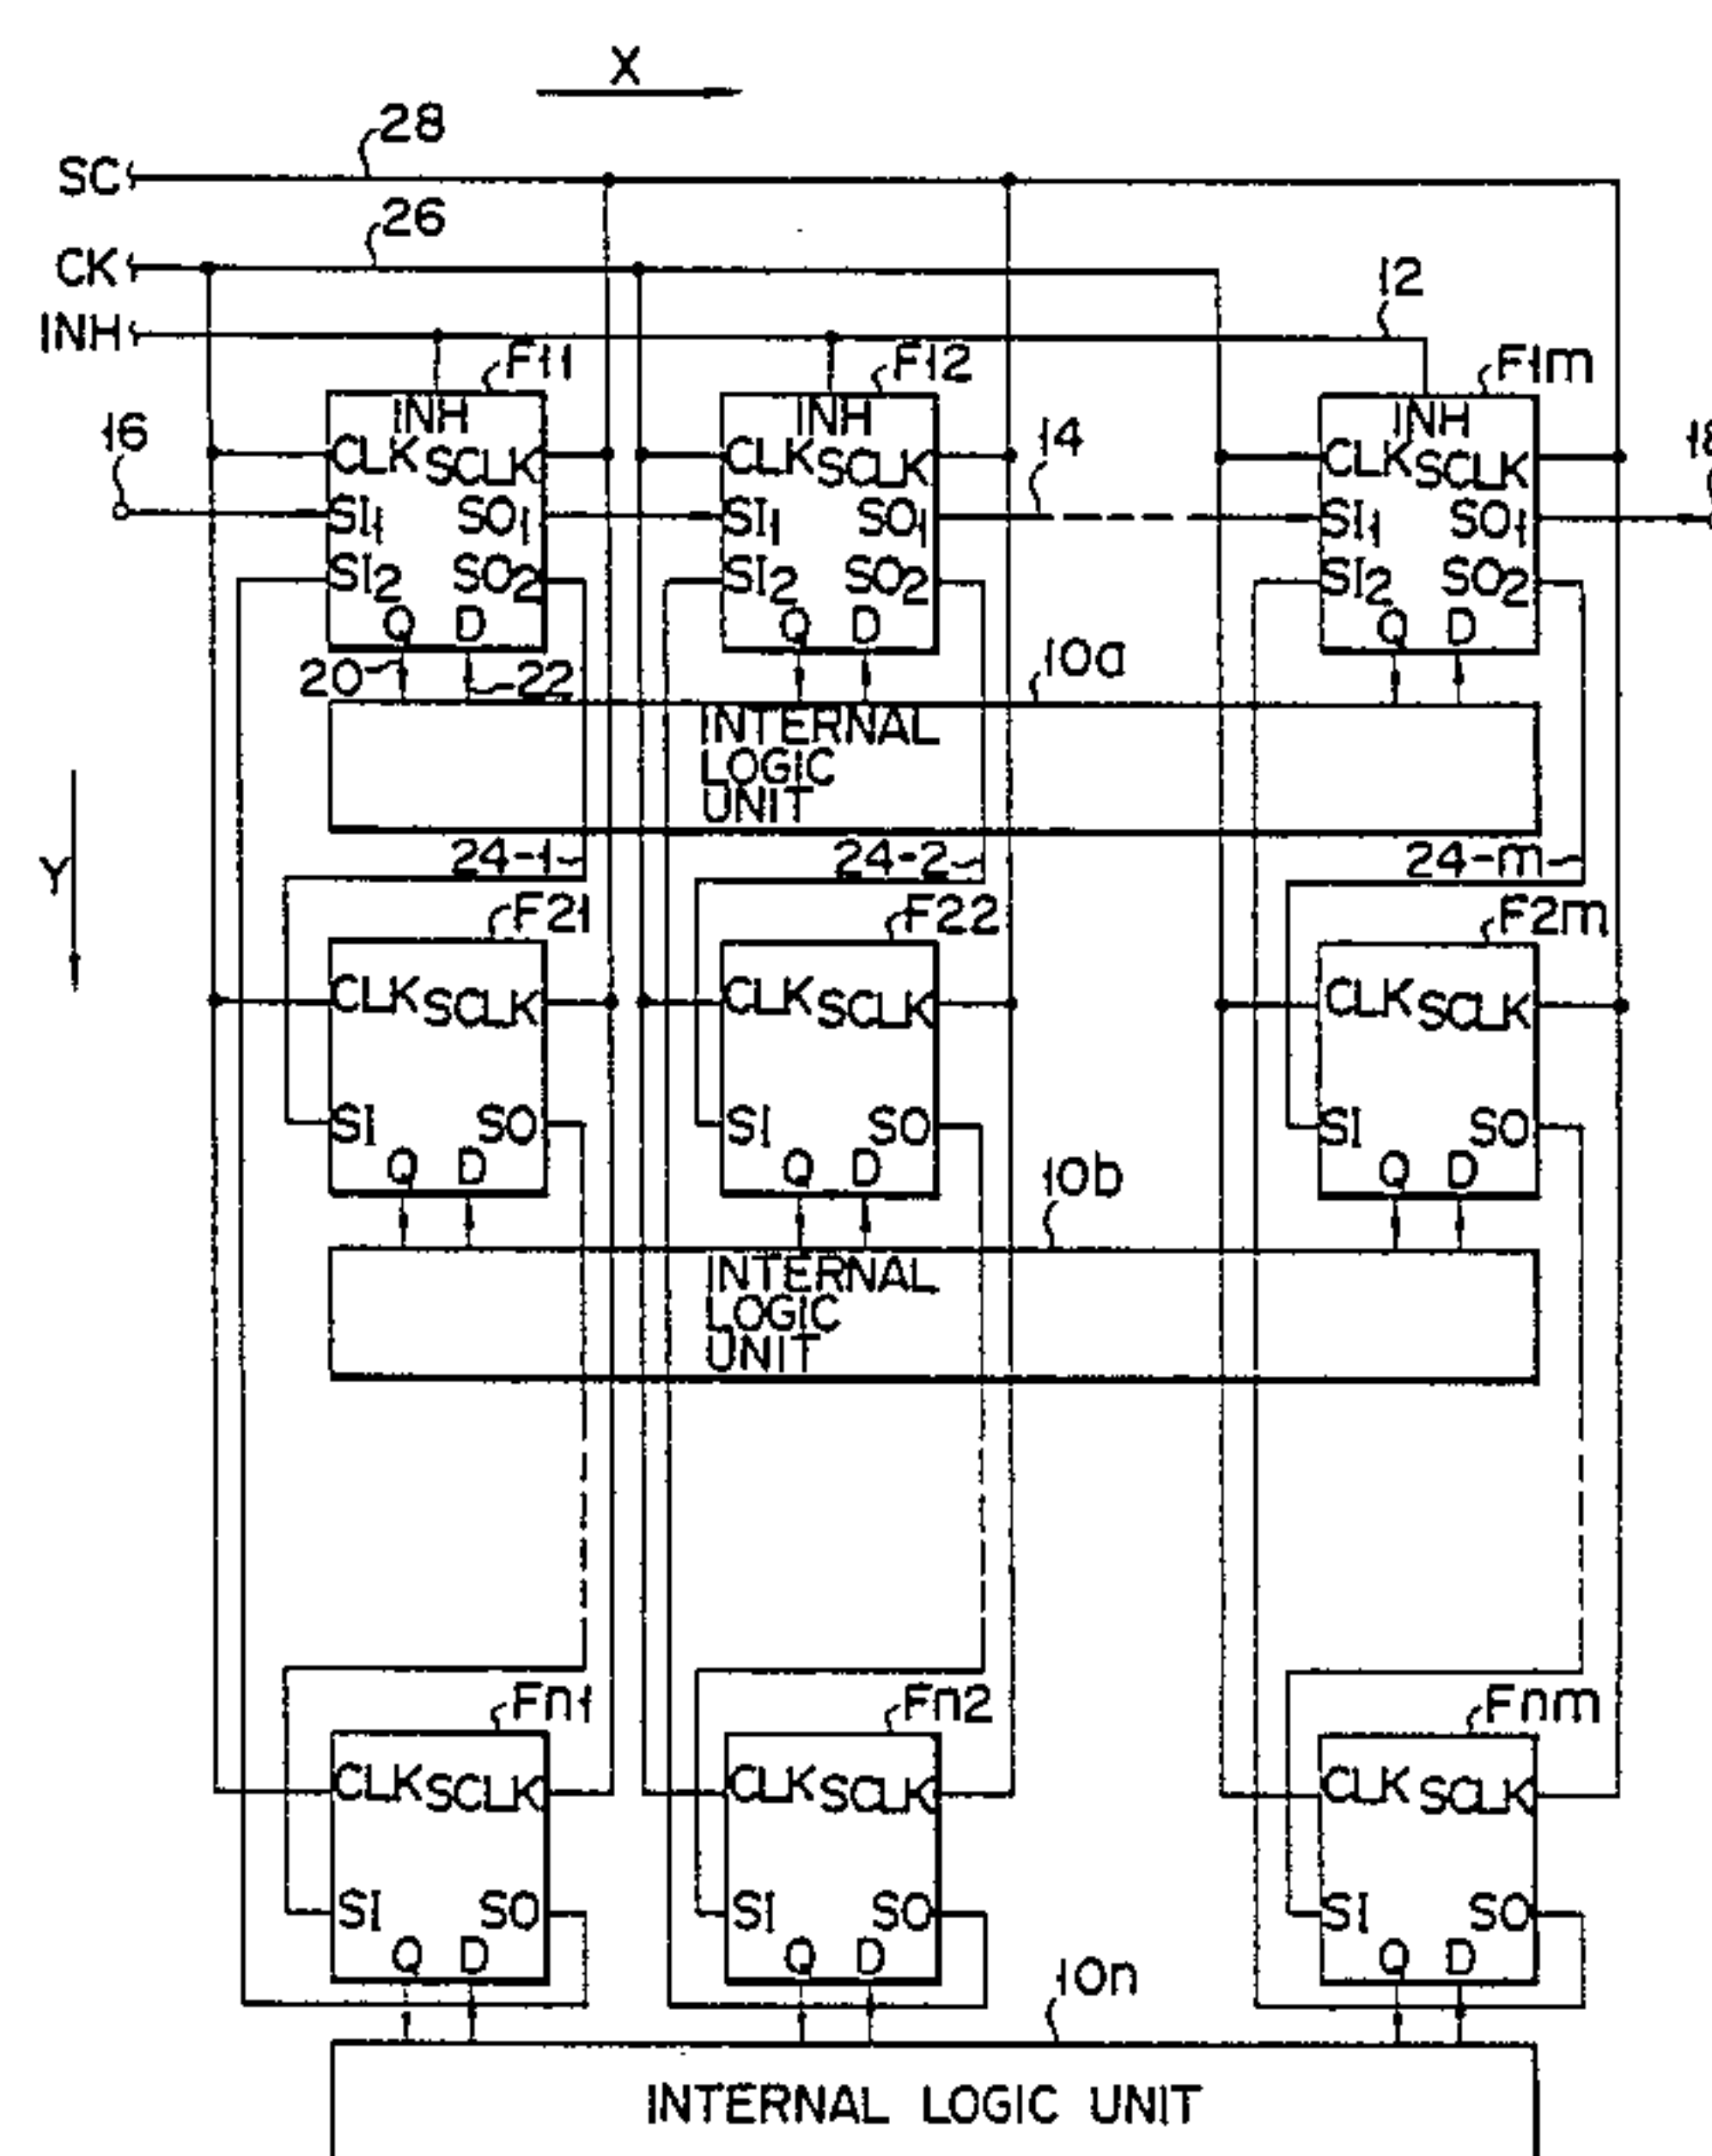 X
28
SC
26
CK
12
INH
F11
F12
F1m
16
INH
INH
INH
14
18
CLK SCLK
CLK SCLK
CLK SCLK
SI1 SO1
SI1 SO1
SI1 SO1
SI2 SO2
SI2 SO2
SI2 SO2
Q D
Q D
Q D
20
22
10a
INTERNAL
LOGIC
UNIT
Y
24-1
24-2
24-m
F21
F22
F2m
CLK SCLK
CLK SCLK
CLK SCLK
SI SO
SI SO
SI SO
Q D
Q D
Q D
10b
INTERNAL
LOGIC
UNIT
Fn1
Fn2
Fnm
CLK SCLK
CLK SCLK
CLK SCLK
SI SO
SI SO
SI SO
Q D
Q D
Q D
10n
INTERNAL LOGIC UNIT